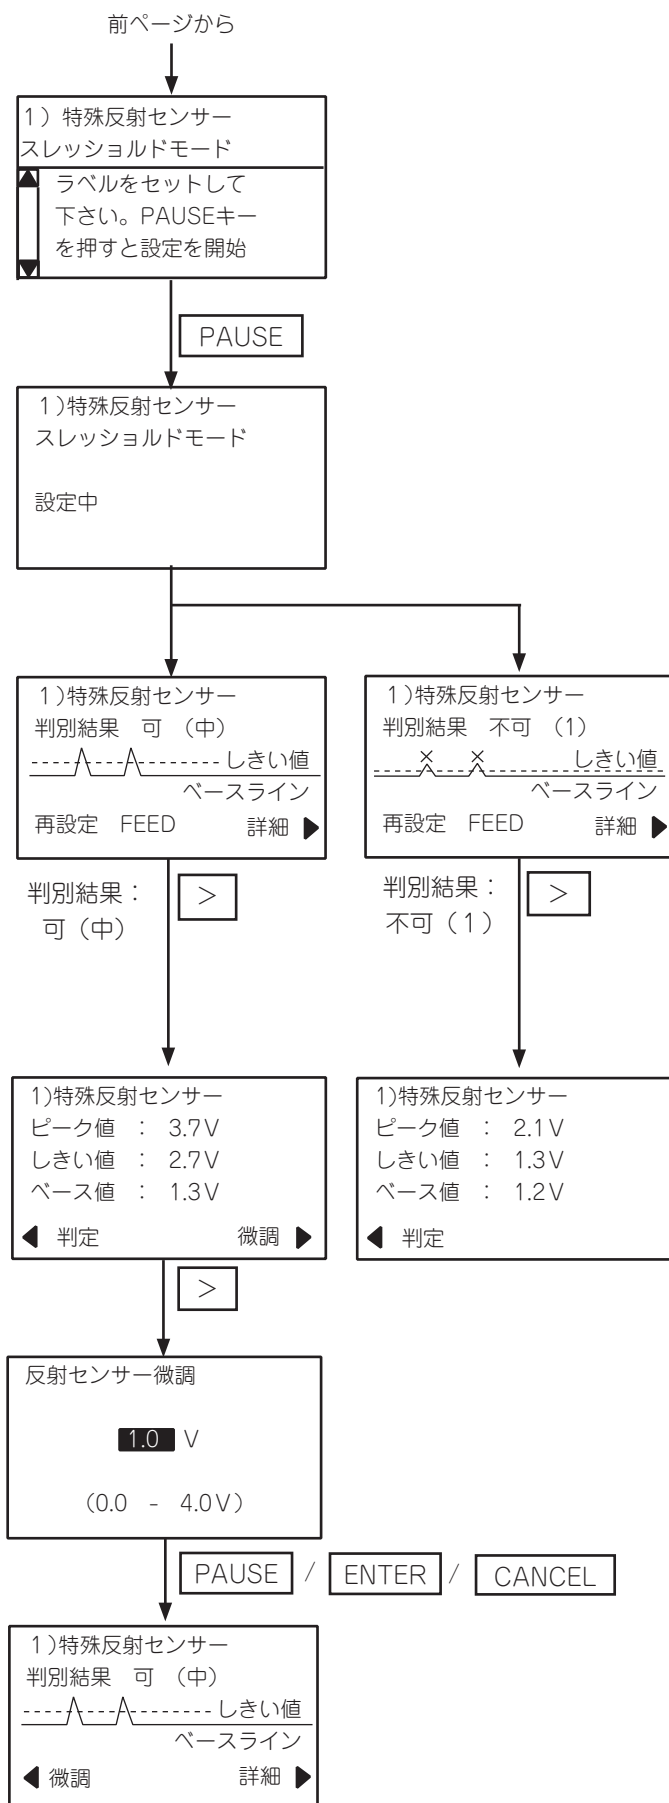 前ページから
1）特殊反射センサー
スレッショルドモード
ラベルをセットして
下さい。PAUSEキー
を押すと設定を開始
PAUSE
1)特殊反射センサー
スレッショルドモード
設定中
1)特殊反射センサー
判別結果　可　（中）
しきい値
ベースライン
再設定　FEED　詳細 ▶
1)特殊反射センサー
判別結果　不可　（1）
しきい値
ベースライン
再設定　FEED　詳細 ▶
判別結果：
可（中）
＞
判別結果：
不可（1）
＞
1)特殊反射センサー
ピーク値　：　3.7V
しきい値　：　2.7V
ベース値　：　1.3V
◀ 判定　微調 ▶
1)特殊反射センサー
ピーク値　：　2.1V
しきい値　：　1.3V
ベース値　：　1.2V
◀ 判定
＞
反射センサー微調
1.0 V
（0.0 - 4.0V）
PAUSE / ENTER / CANCEL
1)特殊反射センサー
判別結果　可　（中）
しきい値
ベースライン
◀ 微調　詳細 ▶